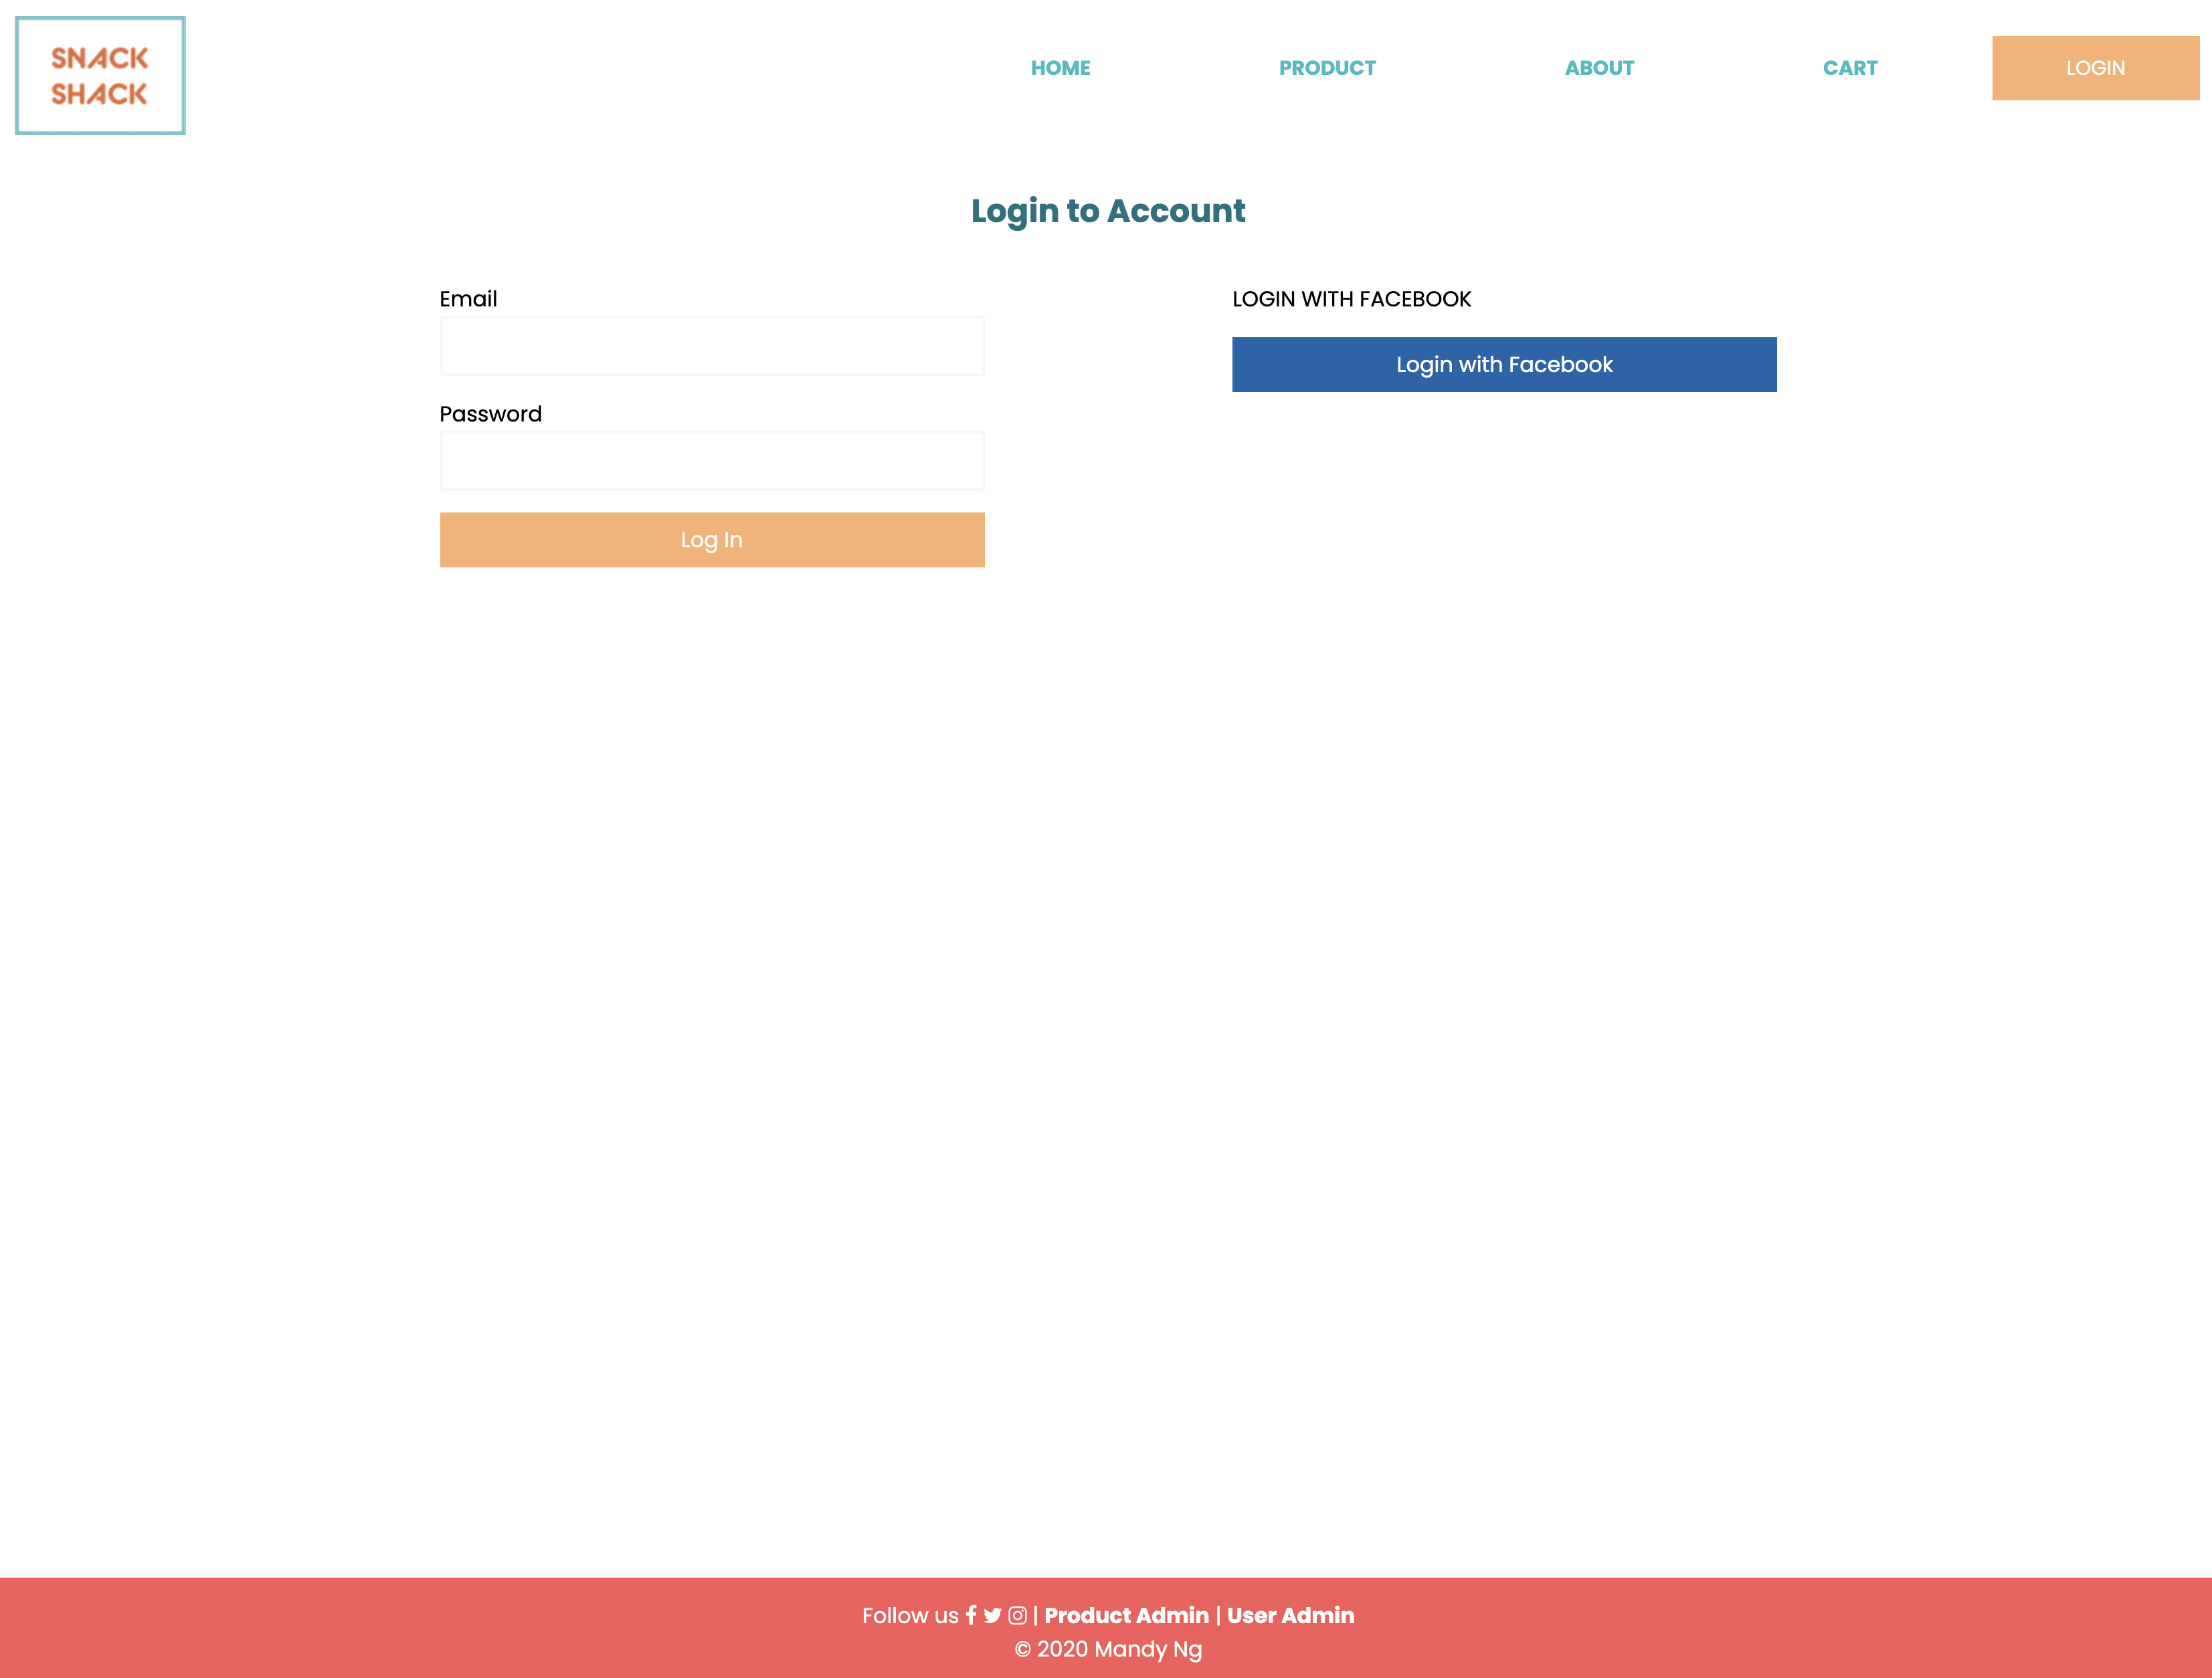 SNACK
SHACK
HOME PRODUCT ABOUT CART LOGIN
Login to Account
Email
Password
Log In
LOGIN WITH FACEBOOK
Login with Facebook
Follow us | Product Admin | User Admin
© 2020 Mandy Ng